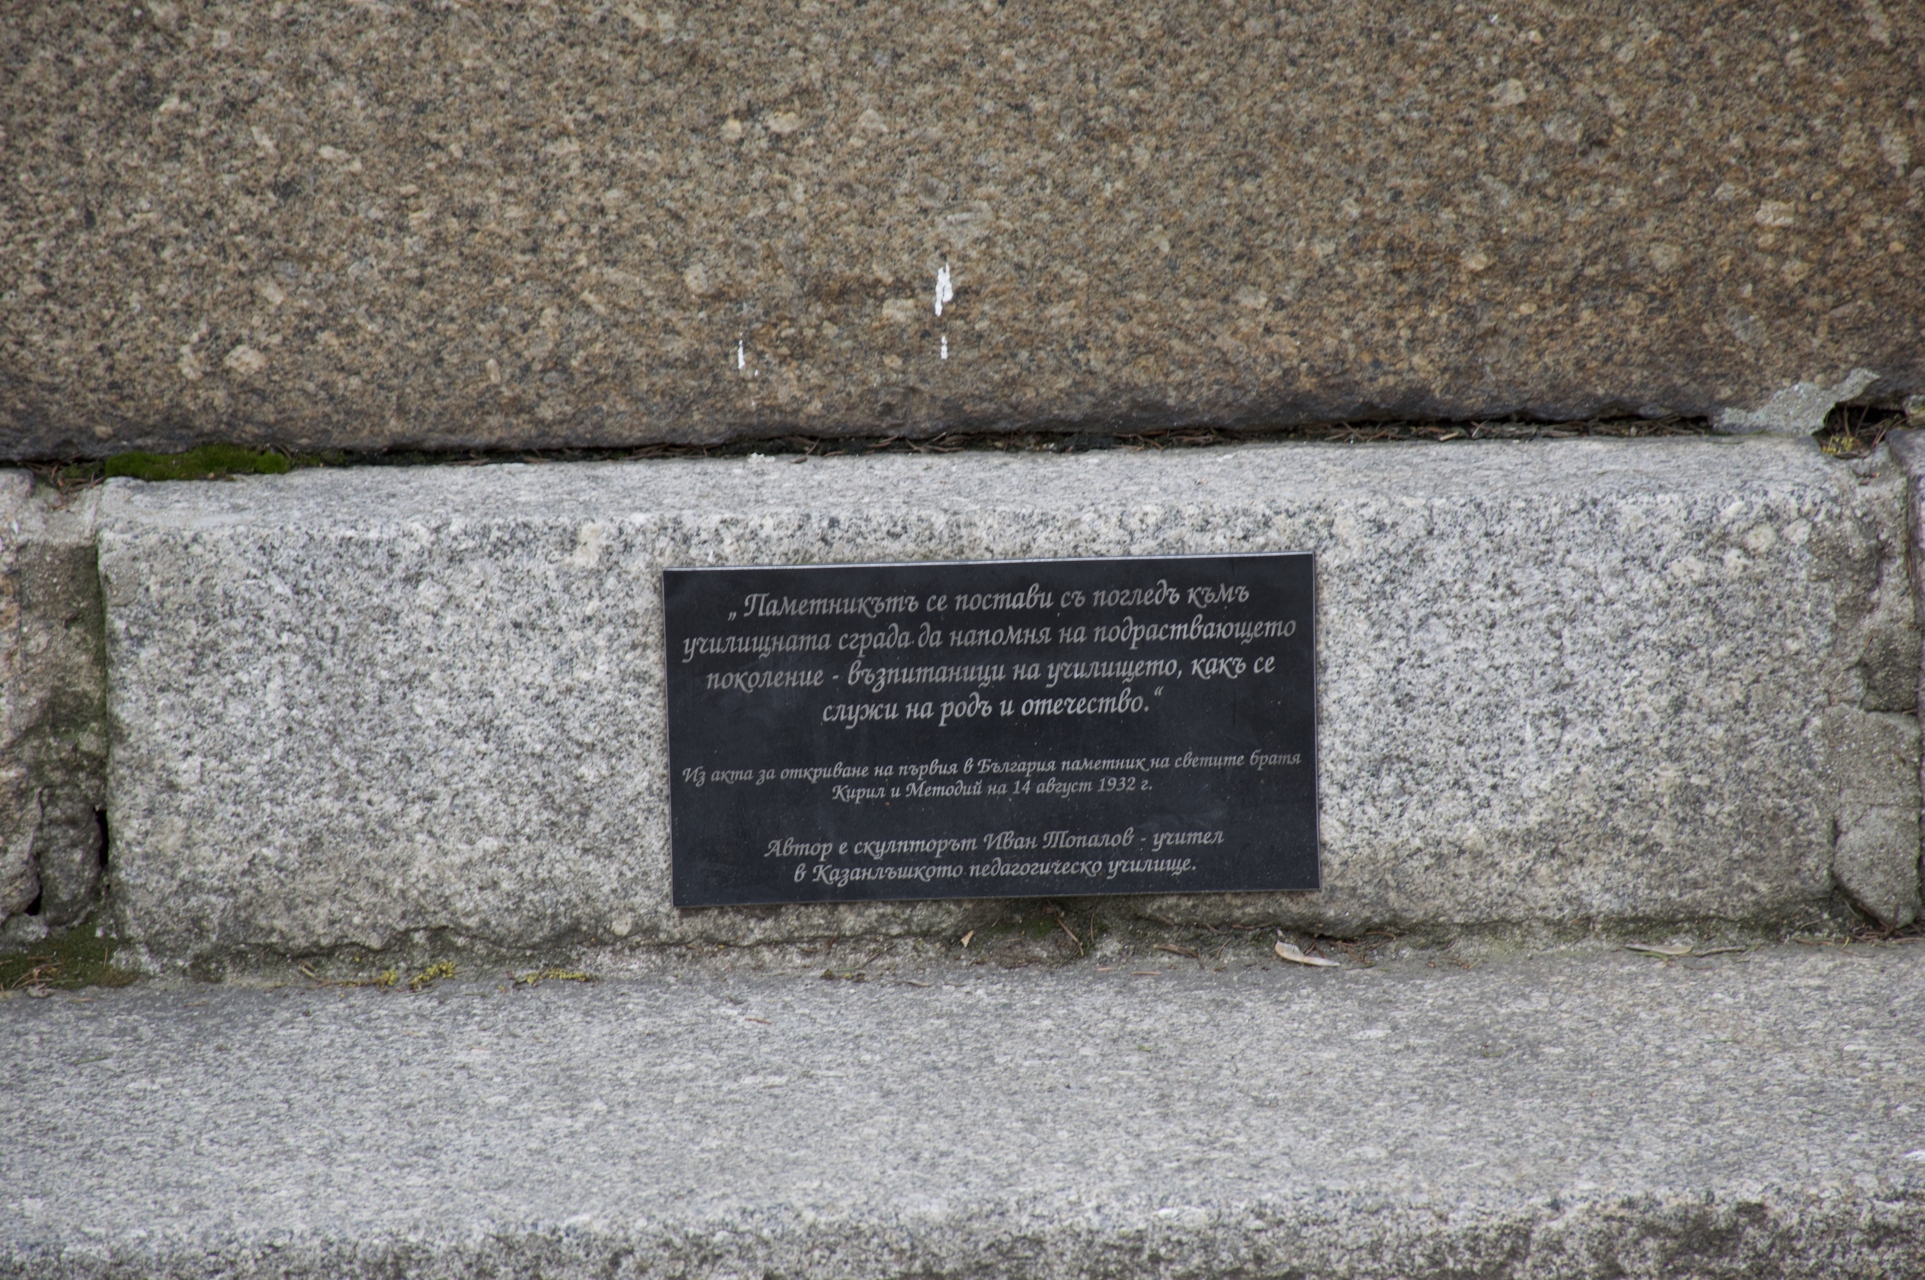 „Паметникътъ се постави съ погледъ къмъ
училищната сграда да напомня на подрастващето
поколение - възпитаници на училището, какъ се
служи на родъ и отечество.“
Из акта за откриване на първия в България паметник на светците братя
Кирил и Методий на 14 август 1932 г.
Автор е скулпторът Иван Топалов - учител
в Казанлъшкото педагогическо училище.